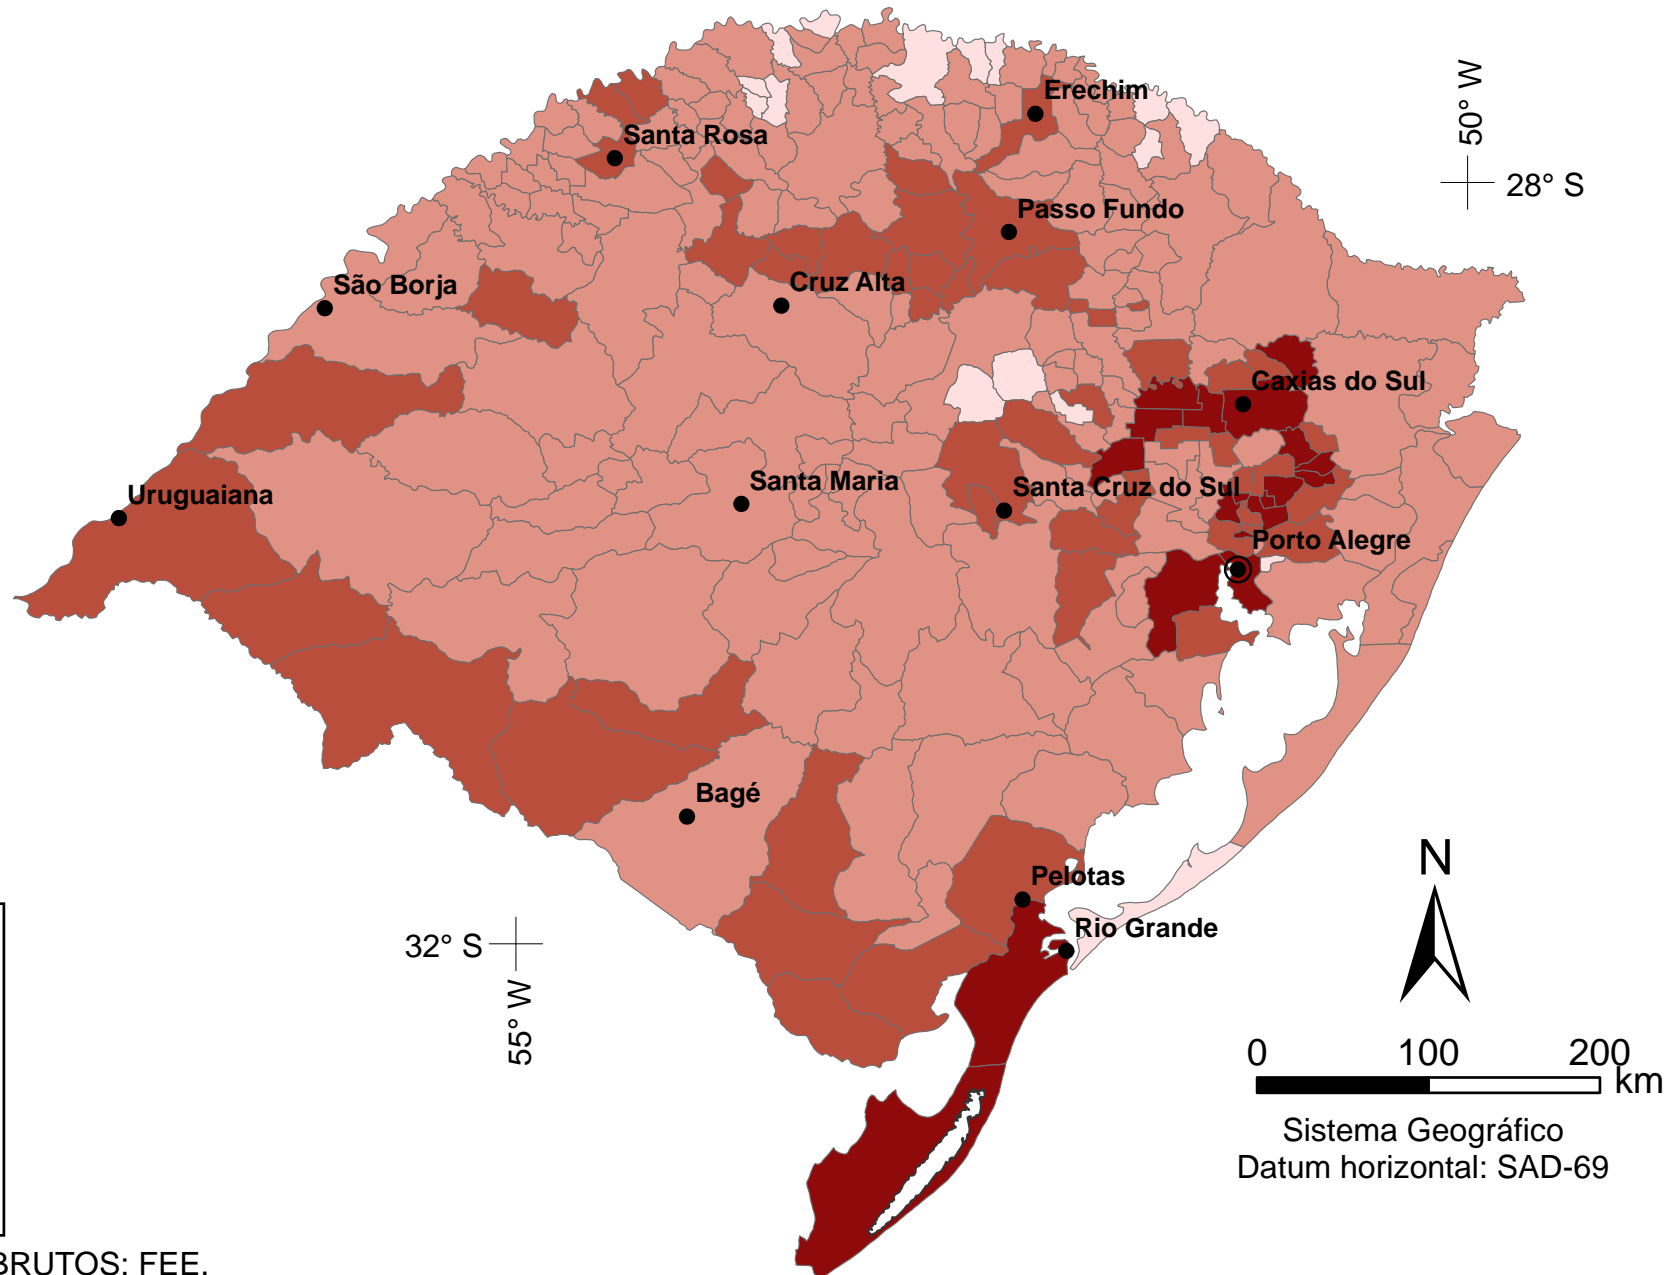 50° W
Erechim
Santa Rosa
28° S
Passo Fundo
São Borja
Cruz Alta
Caxias do Sul
Santa Maria
Santa Cruz do Sul
Uruguaiana
Porto Alegre
Bagé
N
Pelotas
Rio Grande
32° S
55° W
0 100 200
km
Sistema Geográfico
Datum horizontal: SAD-69
BRUTOS: FEE.